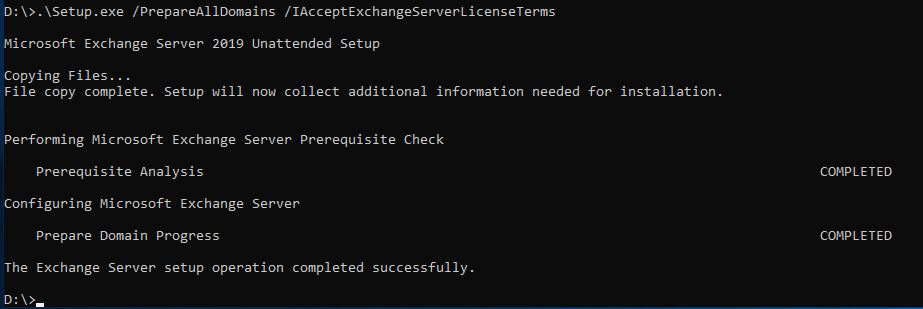 D:\>.\Setup.exe /PrepareAllDomains /IAcceptExchangeServerLicenseTerms
Microsoft Exchange Server 2019 Unattended Setup
Copying Files...
File copy complete. Setup will now collect additional information needed for installation.
Performing Microsoft Exchange Server Prerequisite Check
Prerequisite Analysis COMPLETED
Configuring Microsoft Exchange Server
Prepare Domain Progress COMPLETED
The Exchange Server setup operation completed successfully.
D:\>